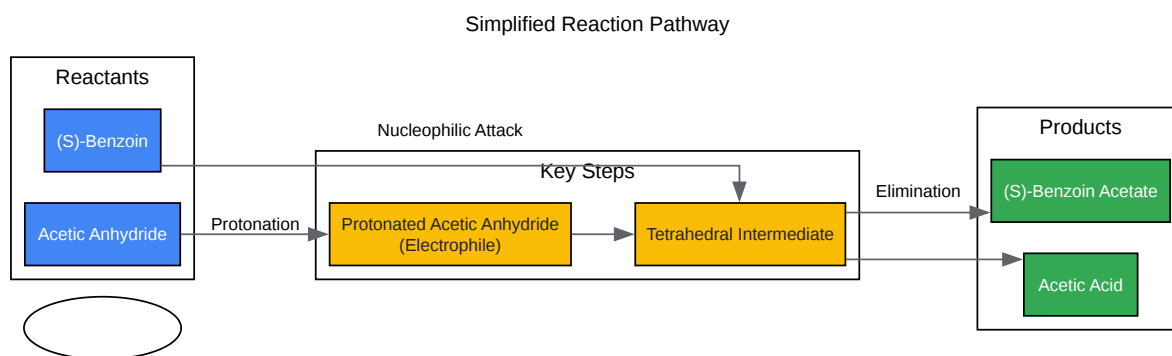 Simplified Reaction Pathway
Reactants
(S)-Benzoin
Acetic Anhydride
Nucleophilic Attack
Protonation
Key Steps
Protonated Acetic Anhydride
(Electrophile)
Tetrahedral Intermediate
Elimination
Products
(S)-Benzoin Acetate
Acetic Acid